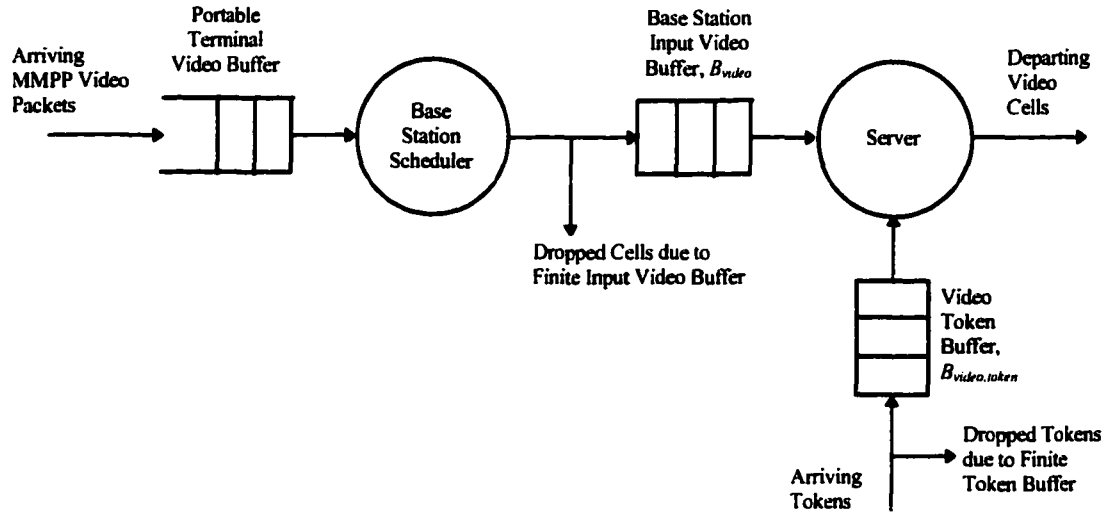 Portable
Terminal
Video Buffer
Arriving
MMPP Video
Packets
Base
Station
Scheduler
Base Station
Input Video
Buffer, Bvideo
Server
Departing
Video
Cells
Dropped Cells due to
Finite Input Video Buffer
Video
Token
Buffer,
Bvideo,token
Dropped Tokens
due to Finite
Token Buffer
Arriving
Tokens